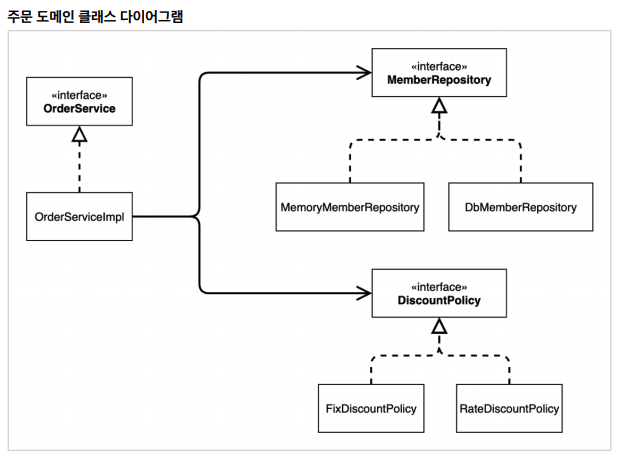 주문 도메인 클래스 다이어그램
«interface»
OrderService
OrderServiceImpl
«interface»
MemberRepository
MemoryMemberRepository
DbMemberRepository
«interface»
DiscountPolicy
FixDiscountPolicy
RateDiscountPolicy